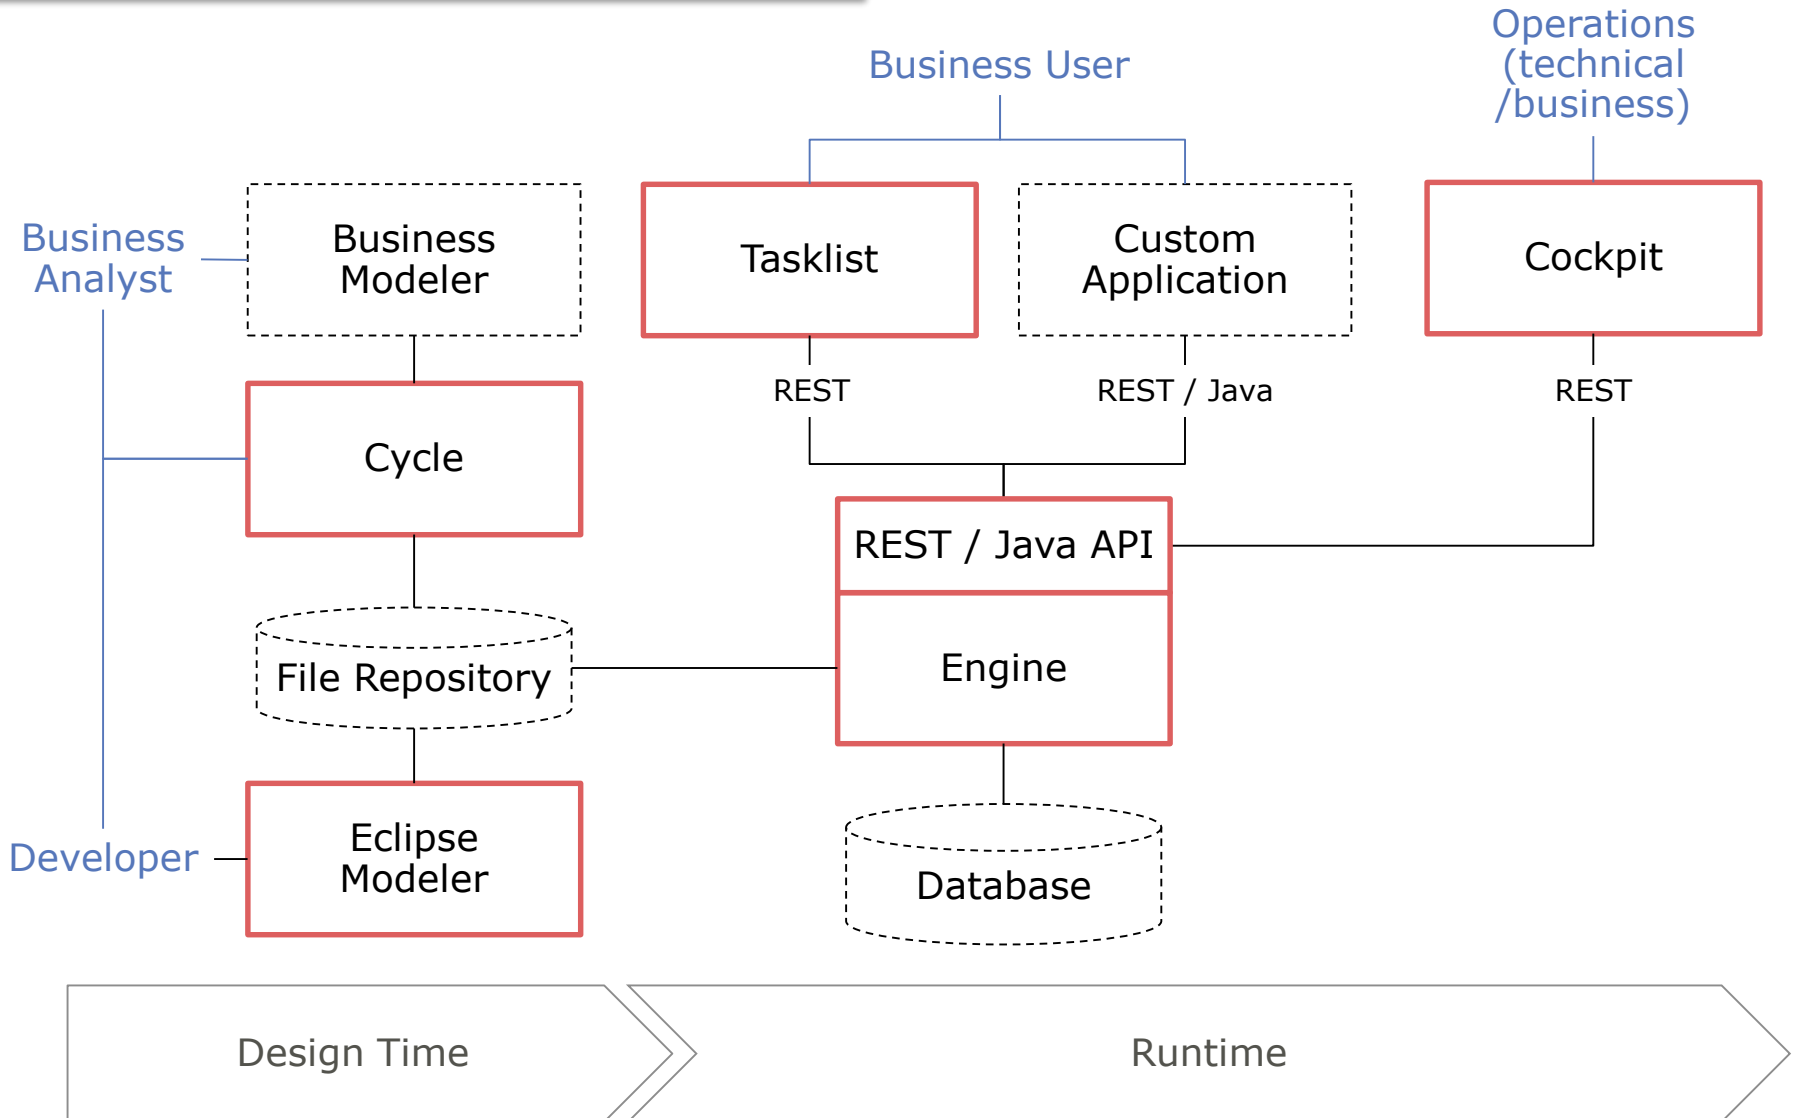 Operations
(technical
/business)
Business User
Business
Analyst
Business
Modeler
Tasklist
Custom
Application
Cockpit
REST
REST / Java
REST
Cycle
REST / Java API
File Repository
Engine
Developer
Eclipse
Modeler
Database
Design Time
Runtime